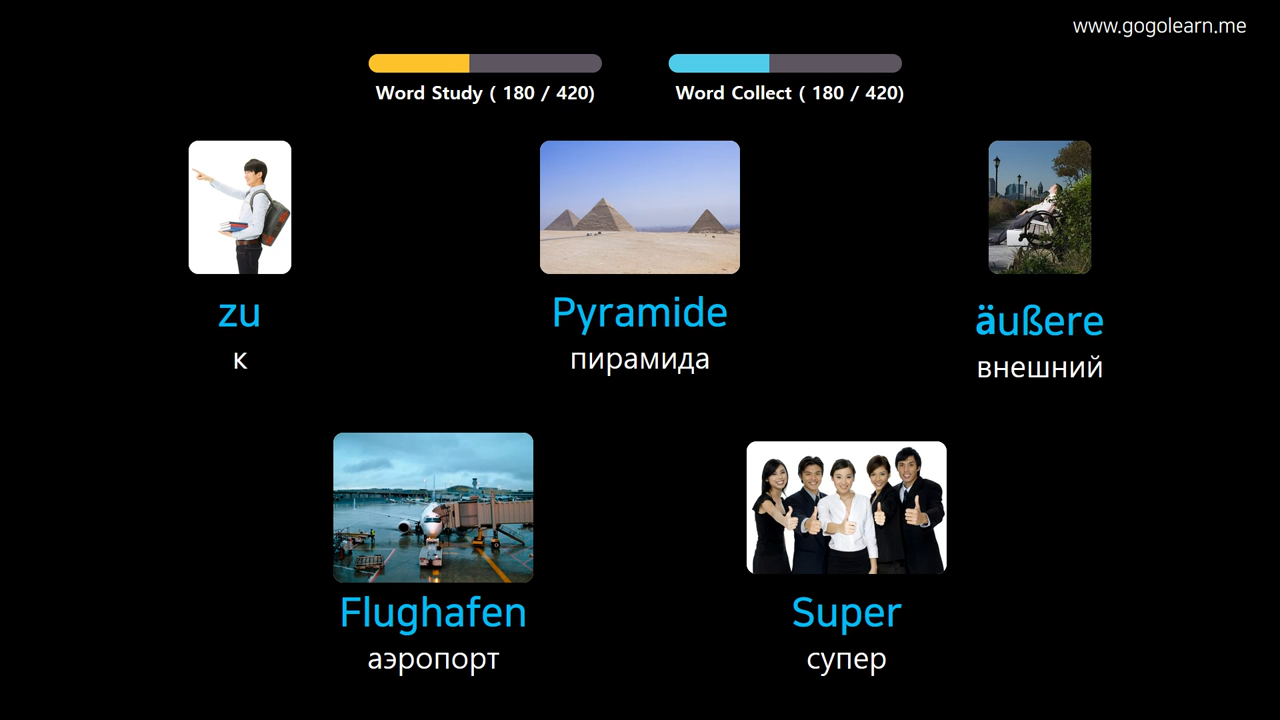 www.gogolearn.me
Word Study ( 180 / 420)
Word Collect ( 180 / 420)
zu
к
Pyramide
пирамида
äußere
внешний
Flughafen
аэропорт
Super
супер